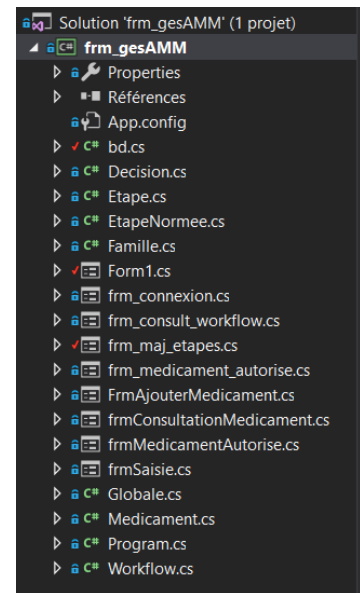 Solution 'frm_gesAMM' (1 projet)
C# frm_gesAMM
Properties
Références
App.config
C# bd.cs
C# Decision.cs
C# Etape.cs
C# EtapeNormee.cs
C# Famille.cs
Form1.cs
frm_connexion.cs
frm_consult_workflow.cs
frm_maj_etapes.cs
frm_medicament_autorise.cs
FrmAjouterMedicament.cs
frmConsultationMedicament.cs
frmMedicamentAutorise.cs
frmSaisie.cs
C# Globale.cs
C# Medicament.cs
C# Program.cs
C# Workflow.cs